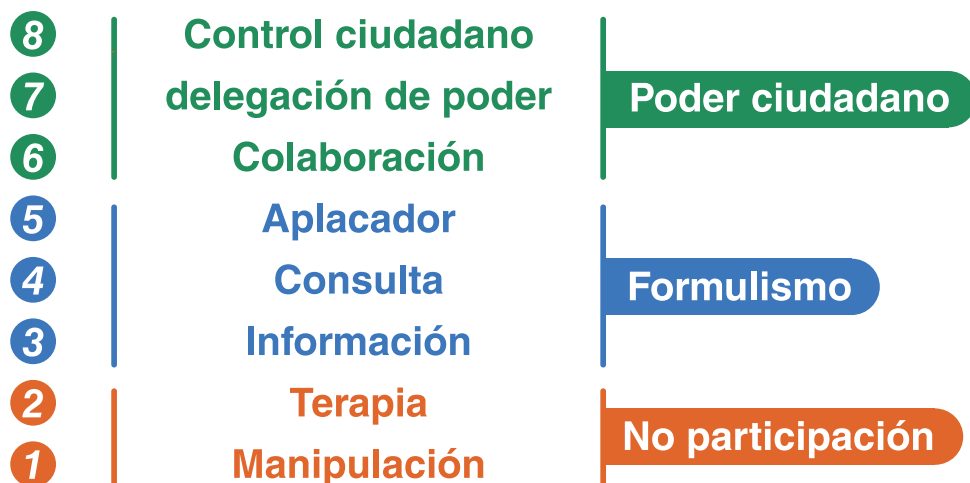 8 Control ciudadano
7 delegación de poder
Poder ciudadano
6 Colaboración
5 Aplacador
4 Consulta
Formulismo
3 Información
2 Terapia
No participación
1 Manipulación